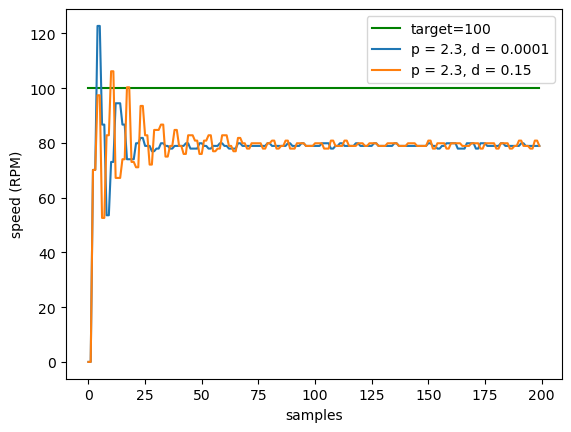 target=100
p = 2.3, d = 0.0001
p = 2.3, d = 0.15
120
100
80
60
40
20
0
speed (RPM)
0 25 50 75 100 125 150 175 200
samples